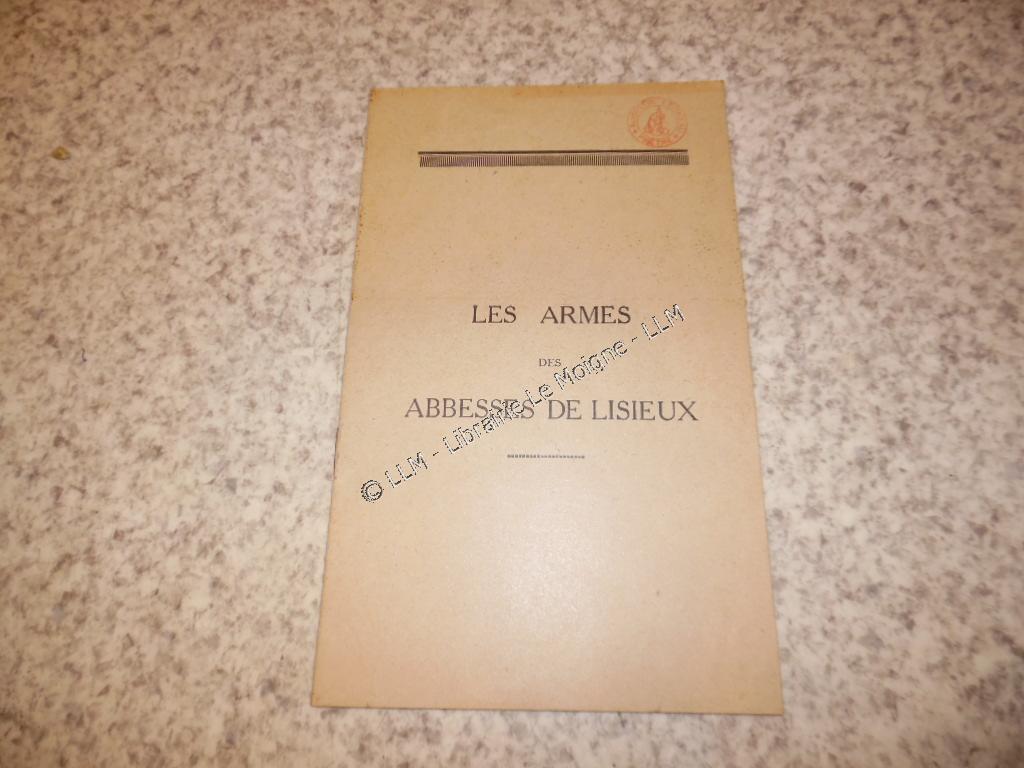 LES ARMES
DES
ABBESSES DE LISIEUX
© LLM - Librairie Le Moigne - LLM